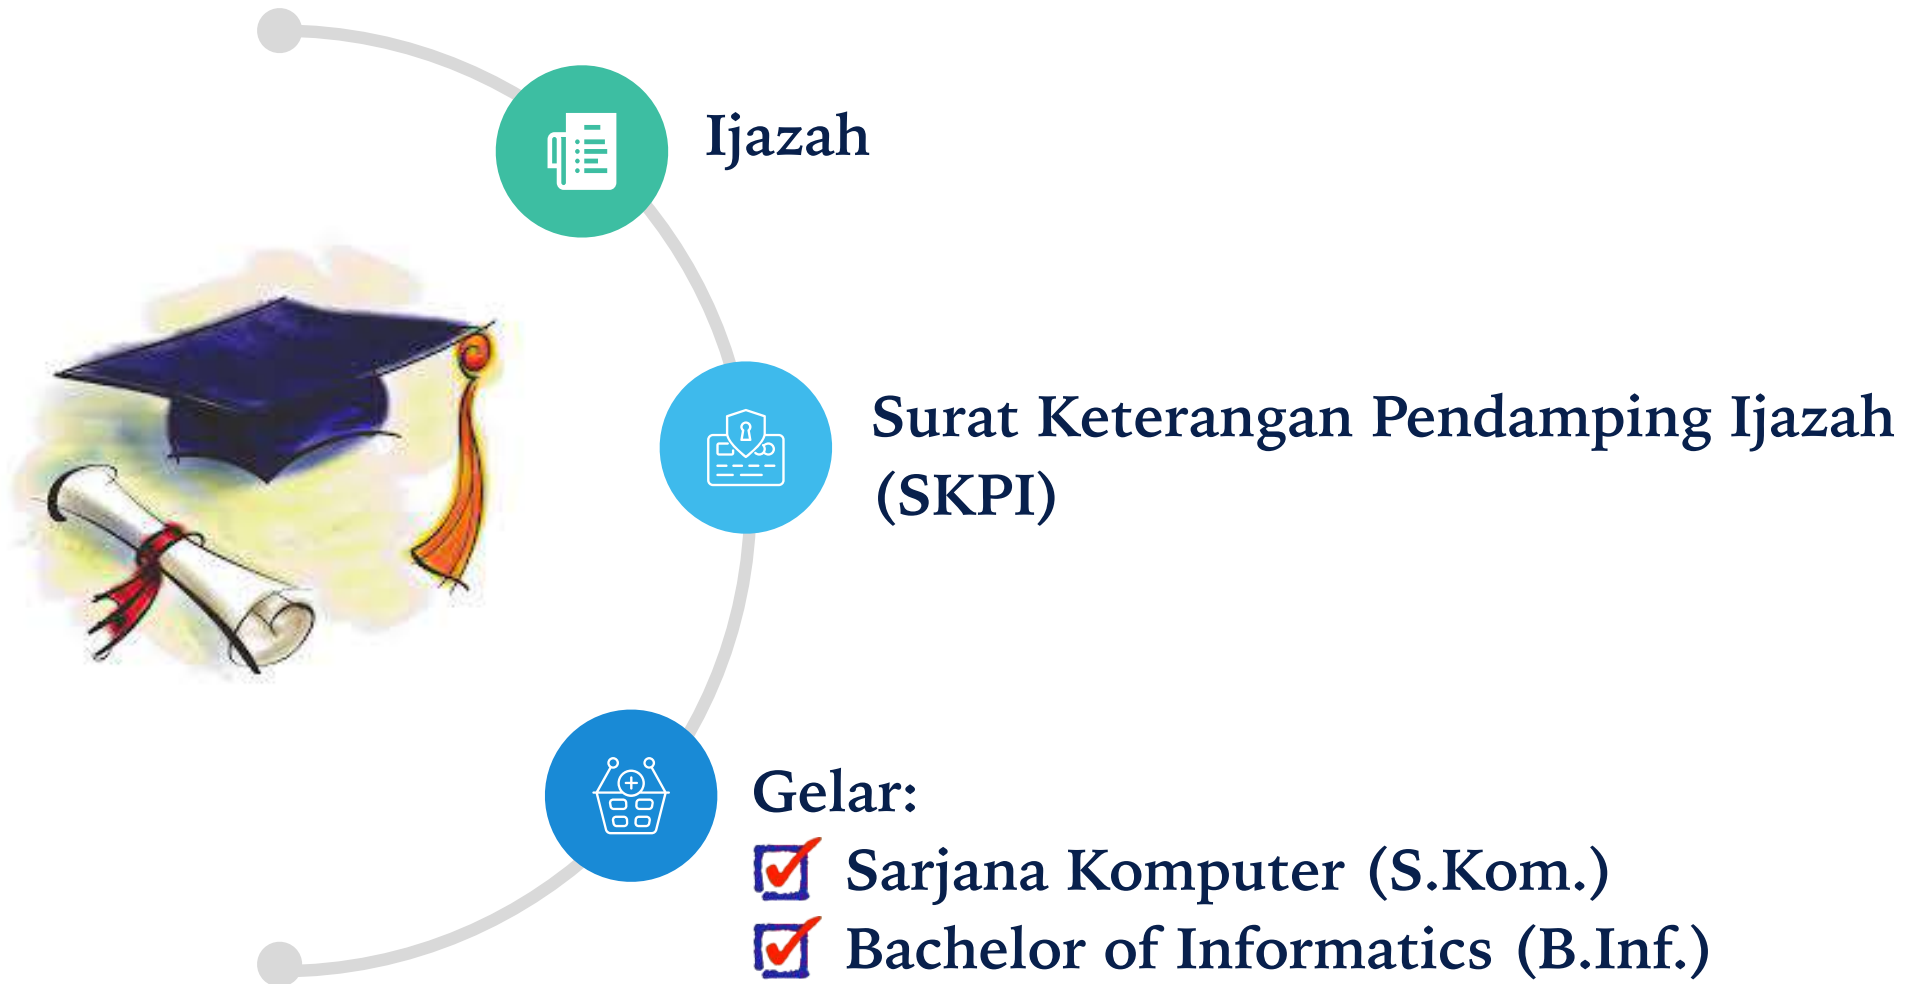 Ijazah
Surat Keterangan Pendamping Ijazah
(SKPI)
Gelar:
Sarjana Komputer (S.Kom.)
Bachelor of Informatics (B.Inf.)